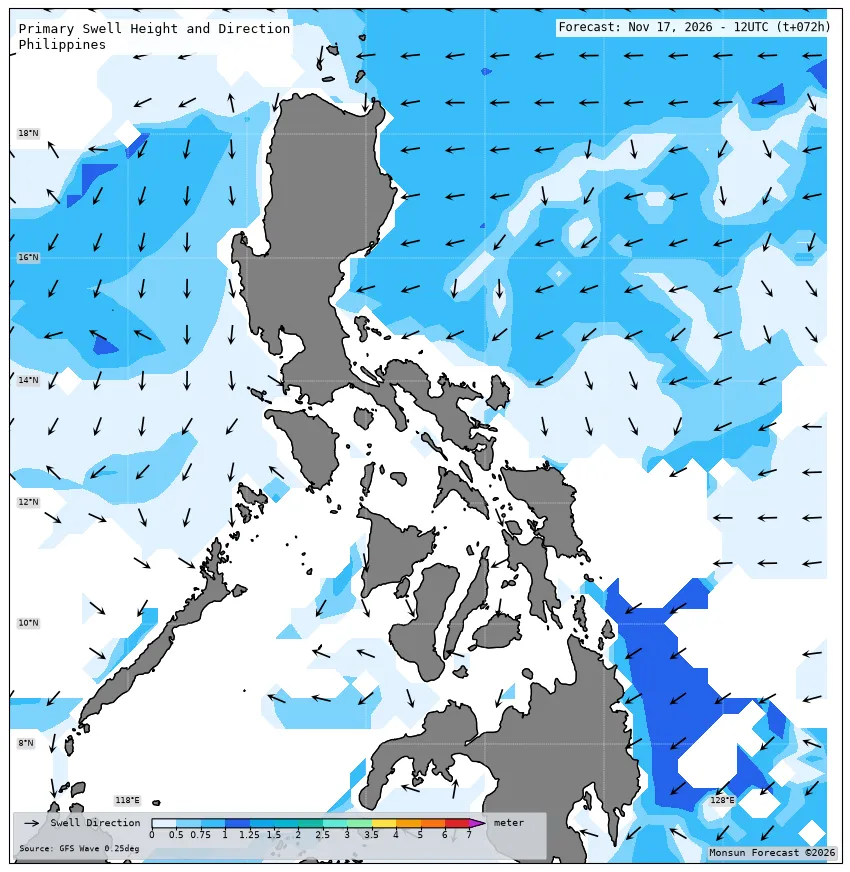 Primary Swell Height and Direction
Philippines
Forecast: Nov 17, 2026 - 12UTC (t+072h)
18°N
16°N
14°N
12°N
10°N
8°N
118°E
128°E
Swell Direction
0 0.5 0.75 1 1.25 1.5 2 2.5 3 3.5 4 5 6 7
meter
Source: GFS Wave 0.25deg
Monsun Forecast ©2026